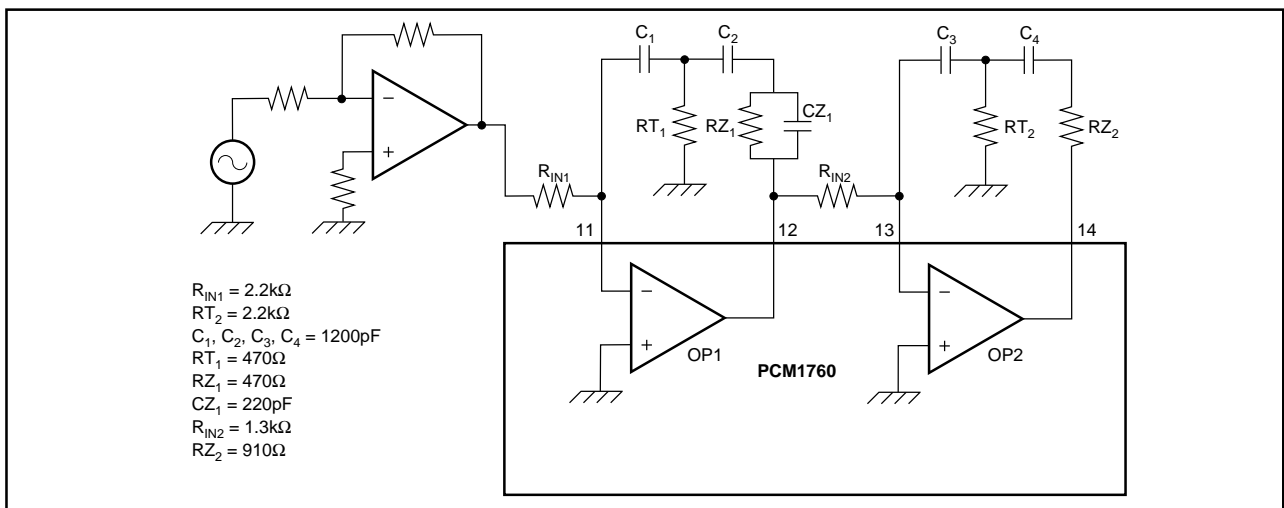 C1
C2
C3
C4
RT1
RZ1
CZ1
RT2
RZ2
RIN1
RIN2
11
12
13
14
−
+
−
+
−
+
OP1
OP2
PCM1760
RIN1 = 2.2kΩ
RT2 = 2.2kΩ
C1, C2, C3, C4 = 1200pF
RT1 = 470Ω
RZ1 = 470Ω
CZ1 = 220pF
RIN2 = 1.3kΩ
RZ2 = 910Ω